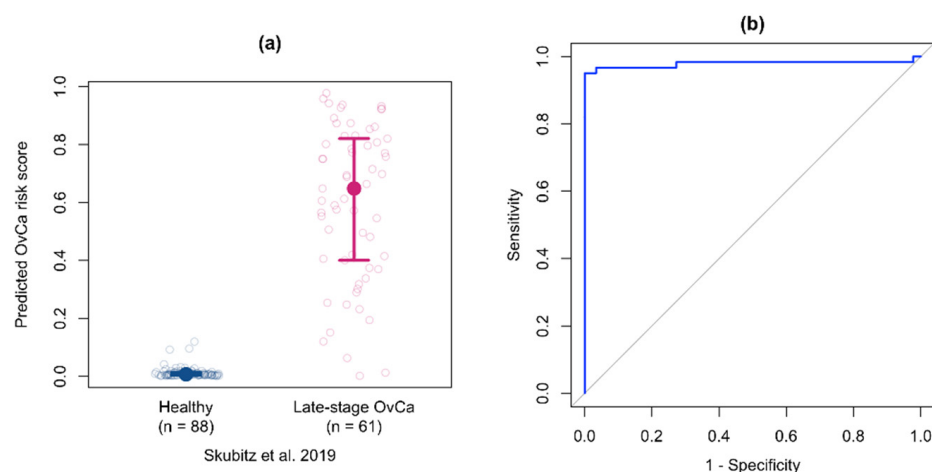 (a)
Predicted OvCa risk score
1.0
0.8
0.6
0.4
0.2
0.0
Healthy
(n = 88)
Late-stage OvCa
(n = 61)
Skubitz et al. 2019
(b)
Sensitivity
1.0
0.8
0.6
0.4
0.2
0.0
0.0 0.2 0.4 0.6 0.8 1.0
1 - Specificity